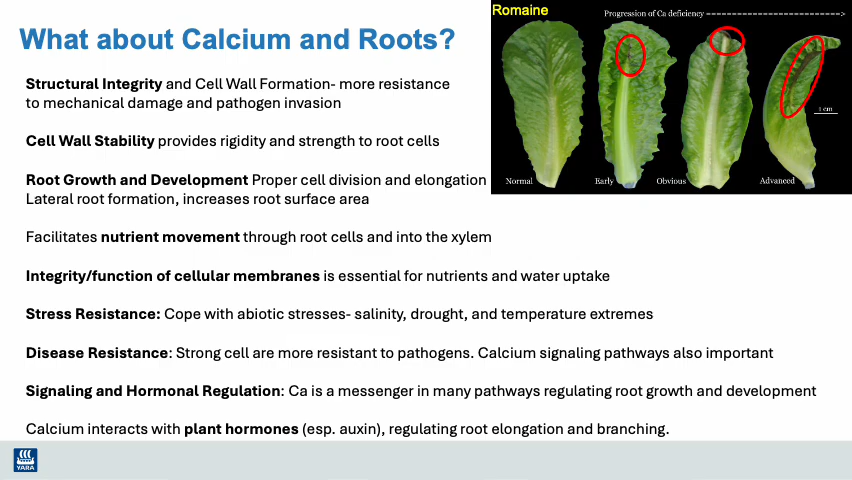 What about Calcium and Roots?
Romaine
Progression of Ca deficiency
Normal
Early
Obvious
Advanced
1 cm
Structural Integrity and Cell Wall Formation- more resistance
to mechanical damage and pathogen invasion
Cell Wall Stability provides rigidity and strength to root cells
Root Growth and Development Proper cell division and elongation
Lateral root formation, increases root surface area
Facilitates nutrient movement through root cells and into the xylem
Integrity/function of cellular membranes is essential for nutrients and water uptake
Stress Resistance: Cope with abiotic stresses- salinity, drought, and temperature extremes
Disease Resistance: Strong cell are more resistant to pathogens. Calcium signaling pathways also important
Signaling and Hormonal Regulation: Ca is a messenger in many pathways regulating root growth and development
Calcium interacts with plant hormones (esp. auxin), regulating root elongation and branching.
YARA